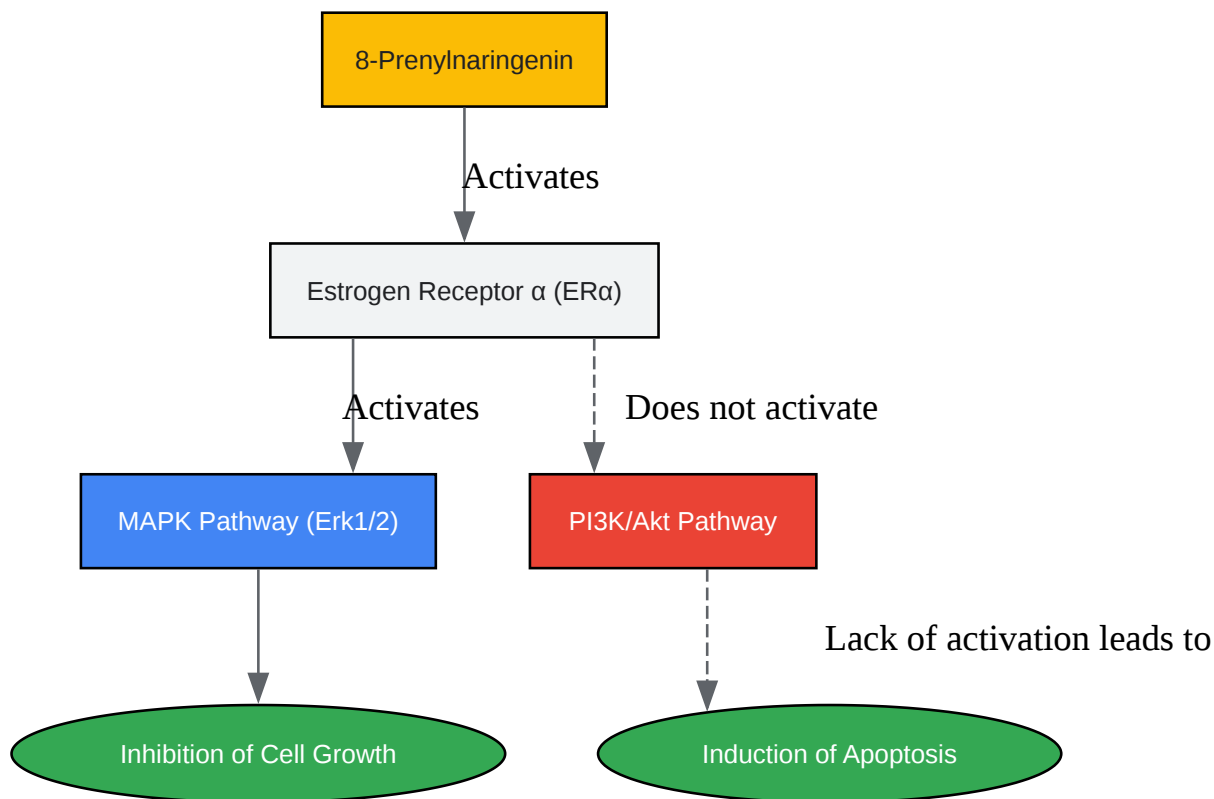 8-Prenylnaringenin
Activates
Estrogen Receptor α (ERα)
Activates
Does not activate
MAPK Pathway (Erk1/2)
PI3K/Akt Pathway
Lack of activation leads to
Inhibition of Cell Growth
Induction of Apoptosis